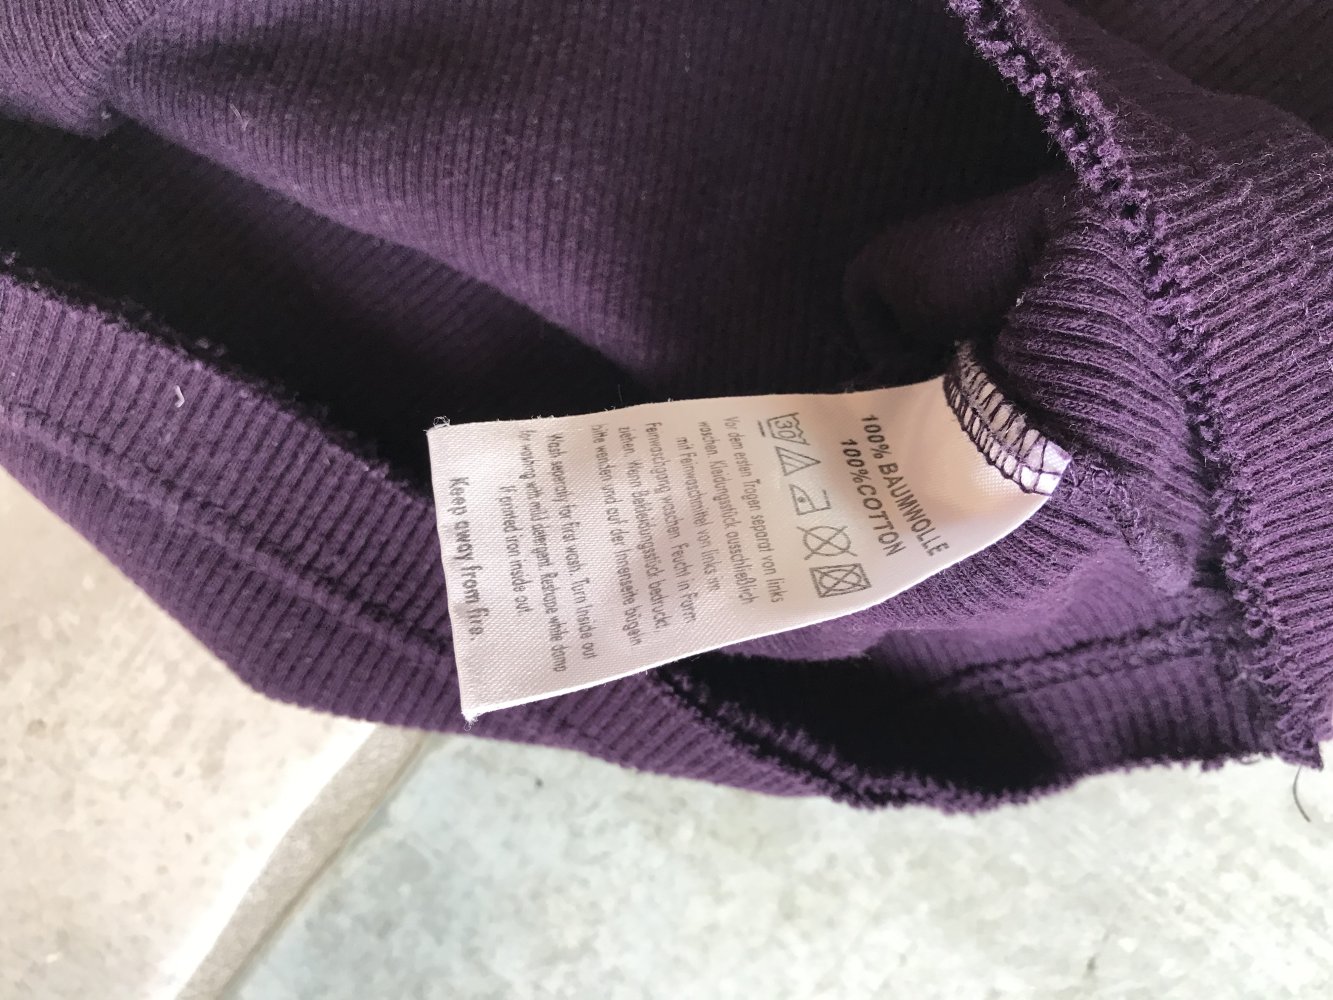 100% BAUMWOLLE
100%COTTON
30
Vor dem ersten Tragen separat von links
waschen. Kleidungsstück ausschließlich
mit Feinwaschmittel von links im
Feinwaschgang waschen. Feucht in Form
ziehen. Wenn Bekleidungsstück bedruckt,
bitte wenden und auf der Innenseite bügeln.
Wash seperaty for first wash. Turn inside out
for washing with mild detergent. Reshape while damp
If printed iron inside out.
Keep away from fire.